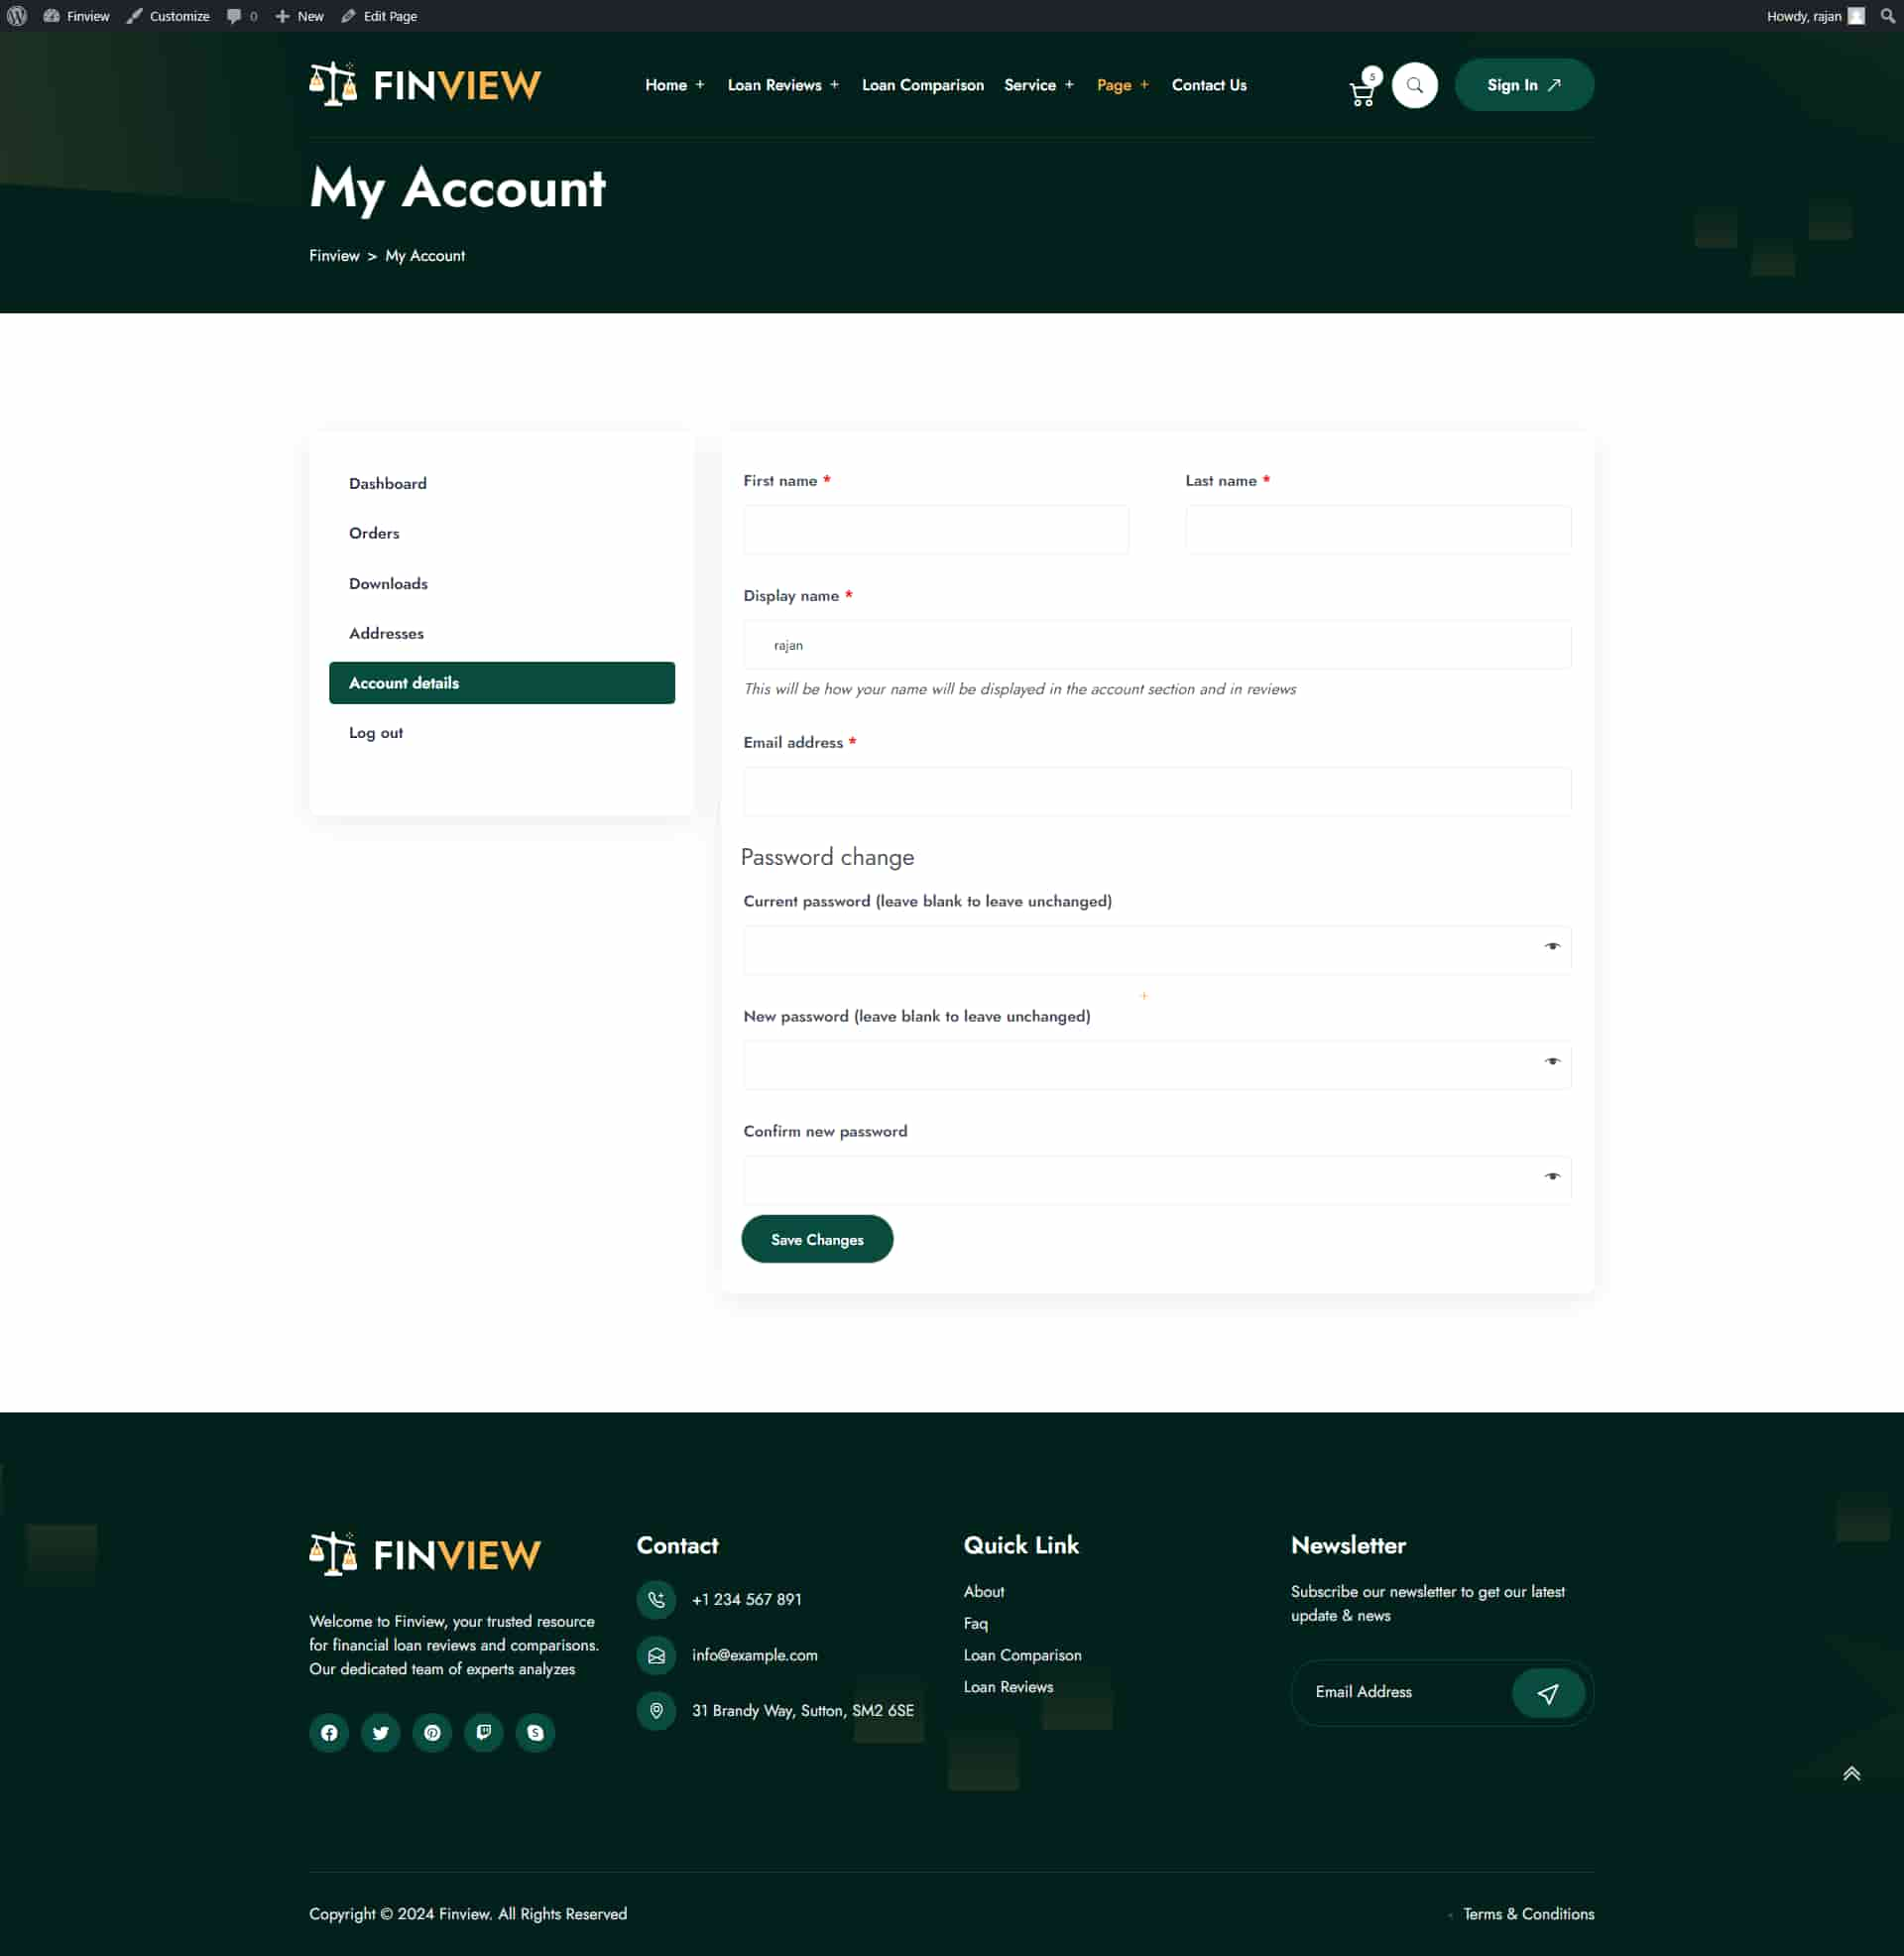 Finview Customize 0 New Edit Page Howdy, rajan
FINVIEW Home + Loan Reviews + Loan Comparison Service + Page + Contact Us 5 Sign In
My Account
Finview > My Account
Dashboard
Orders
Downloads
Addresses
Account details
Log out
First name * Last name *
Display name *
rajan
This will be how your name will be displayed in the account section and in reviews
Email address *
Password change
Current password (leave blank to leave unchanged)
New password (leave blank to leave unchanged)
Confirm new password
Save Changes
FINVIEW
Welcome to Finview, your trusted resource
for financial loan reviews and comparisons.
Our dedicated team of experts analyzes
Contact
+1 234 567 891
info@example.com
31 Brandy Way, Sutton, SM2 6SE
Quick Link
About
Faq
Loan Comparison
Loan Reviews
Newsletter
Subscribe our newsletter to get our latest
update & news
Email Address
Copyright © 2024 Finview. All Rights Reserved
Terms & Conditions